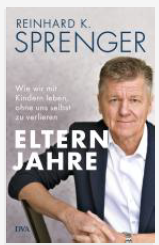 REINHARD K.
SPRENGER
Wie wir mit
Kindern leben,
ohne uns selbst
zu verlieren
ELTERN
JAHRE
DVA